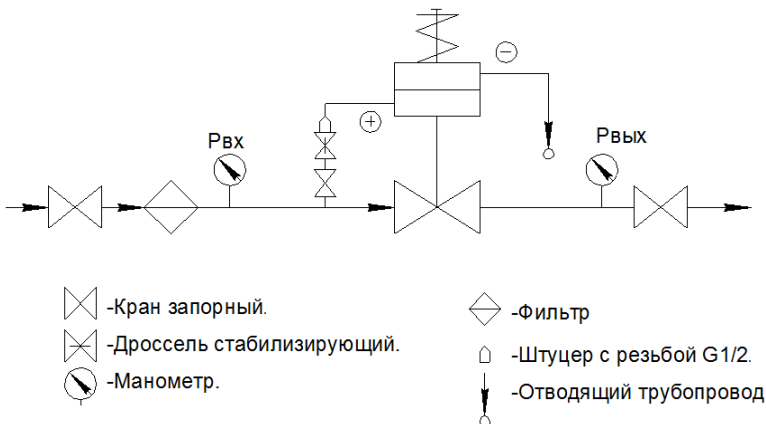 −
+
Рвх
Рвых
-Кран запорный.
-Дроссель стабилизирующий.
-Манометр.
-Фильтр
-Штуцер с резьбой G1/2.
-Отводящий трубопровод